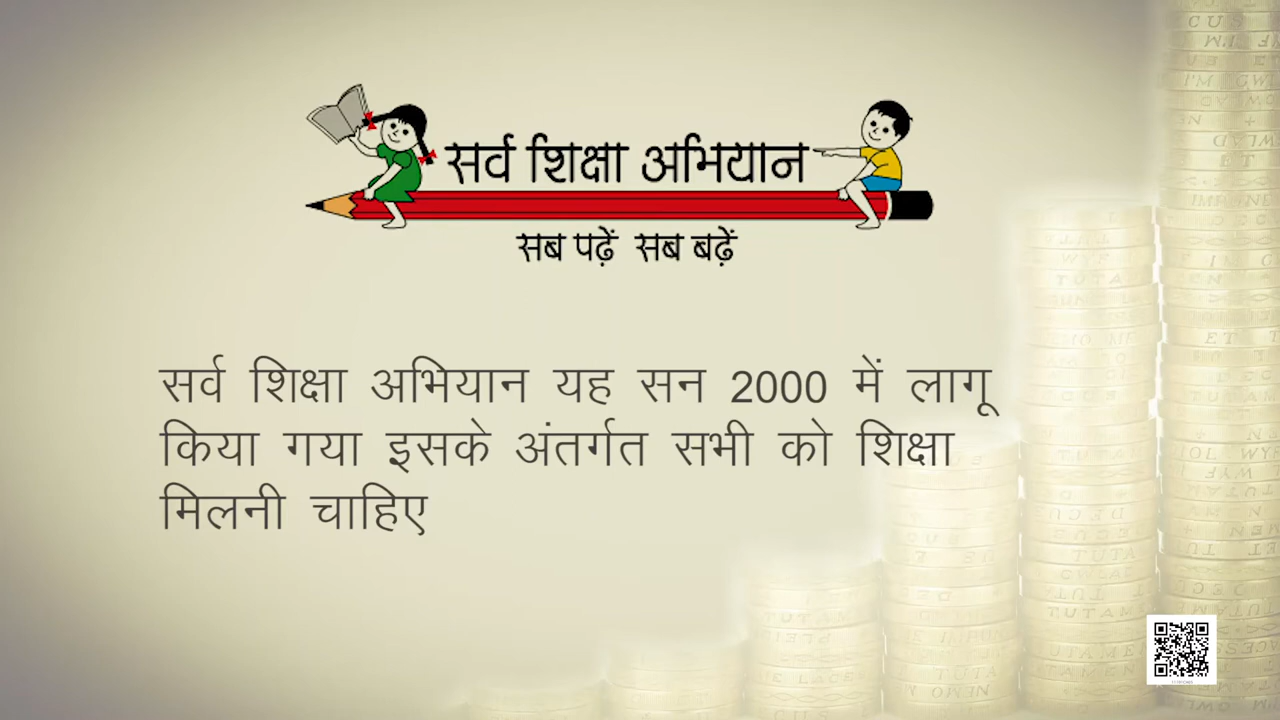 सर्व शिक्षा अभियान
सब पढ़ें सब बढ़ें
सर्व शिक्षा अभियान यह सन 2000 में लागू
किया गया इसके अंतर्गत सभी को शिक्षा
मिलनी चाहिए